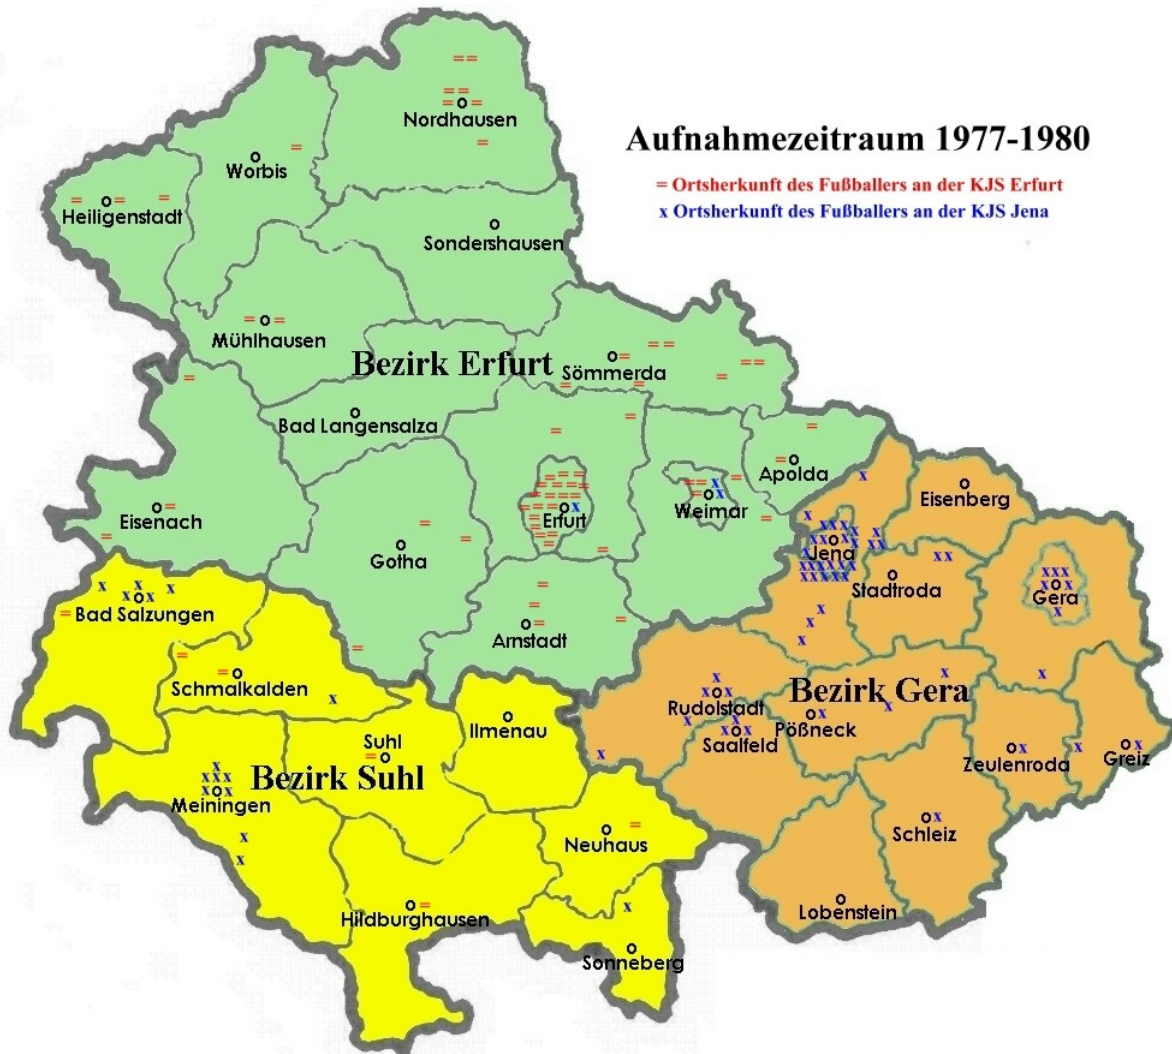 Nordhausen
Aufnahmezeitraum 1977-1980
Worbis
= Ortsherkunft des Fußballers an der KJS Erfurt
Heiligenstadt
x Ortsherkunft des Fußballers an der KJS Jena
Sondershausen
Mühlhausen
Bezirk Erfurt
Sömmerda
Bad Langensalza
Apolda
Eisenberg
Eisenach
Erfurt
Weimar
Gotha
Jena
Stadtroda
Gera
Bad Salzungen
Arnstadt
Schmalkalden
Rudolstadt
Bezirk Gera
Ilmenau
Pößneck
Suhl
Saalfeld
Zeulenroda
Greiz
Bezirk Suhl
Meiningen
Schleiz
Neuhaus
Lobenstein
Hildburghausen
Sonneberg